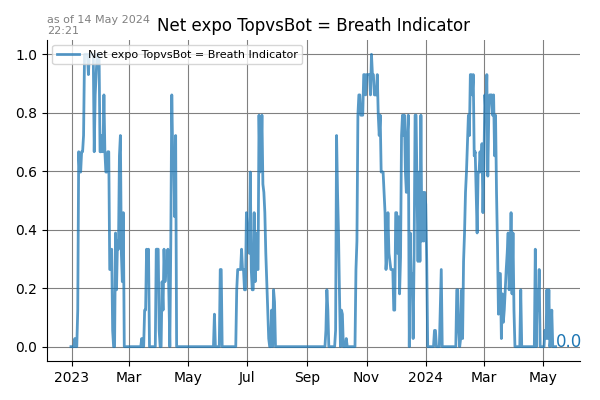 as of 14 May 2024
22:21
Net expo TopvsBot = Breath Indicator
Net expo TopvsBot = Breath Indicator
1.0
0.8
0.6
0.4
0.2
0.0
0.0
2023 Mar May Jul Sep Nov 2024 Mar May